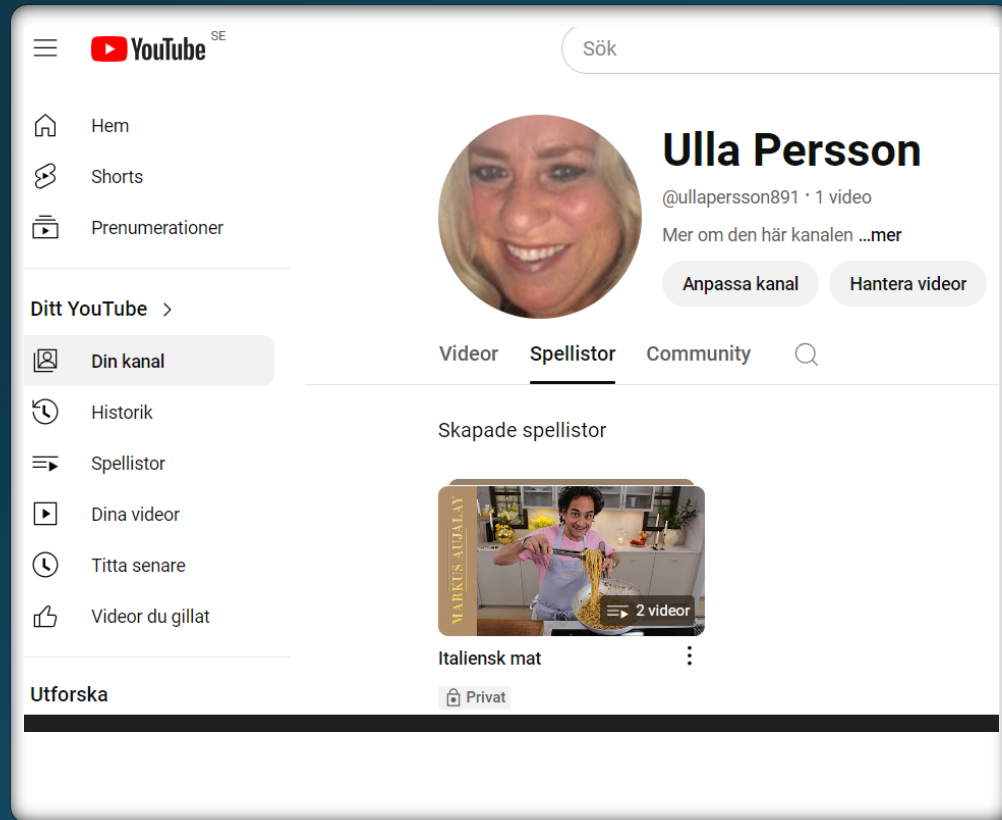 YouTube SE
Sök
Hem
Shorts
Prenumerationer
Ditt YouTube
Din kanal
Historik
Spellistor
Dina videor
Titta senare
Videor du gillat
Utforska
Ulla Persson
@ullapersson891 · 1 video
Mer om den här kanalen ...mer
Anpassa kanal Hantera videor
Videor Spellistor Community
Skapade spellistor
MARKUS AUJALAY
2 videor
Italiensk mat
Privat